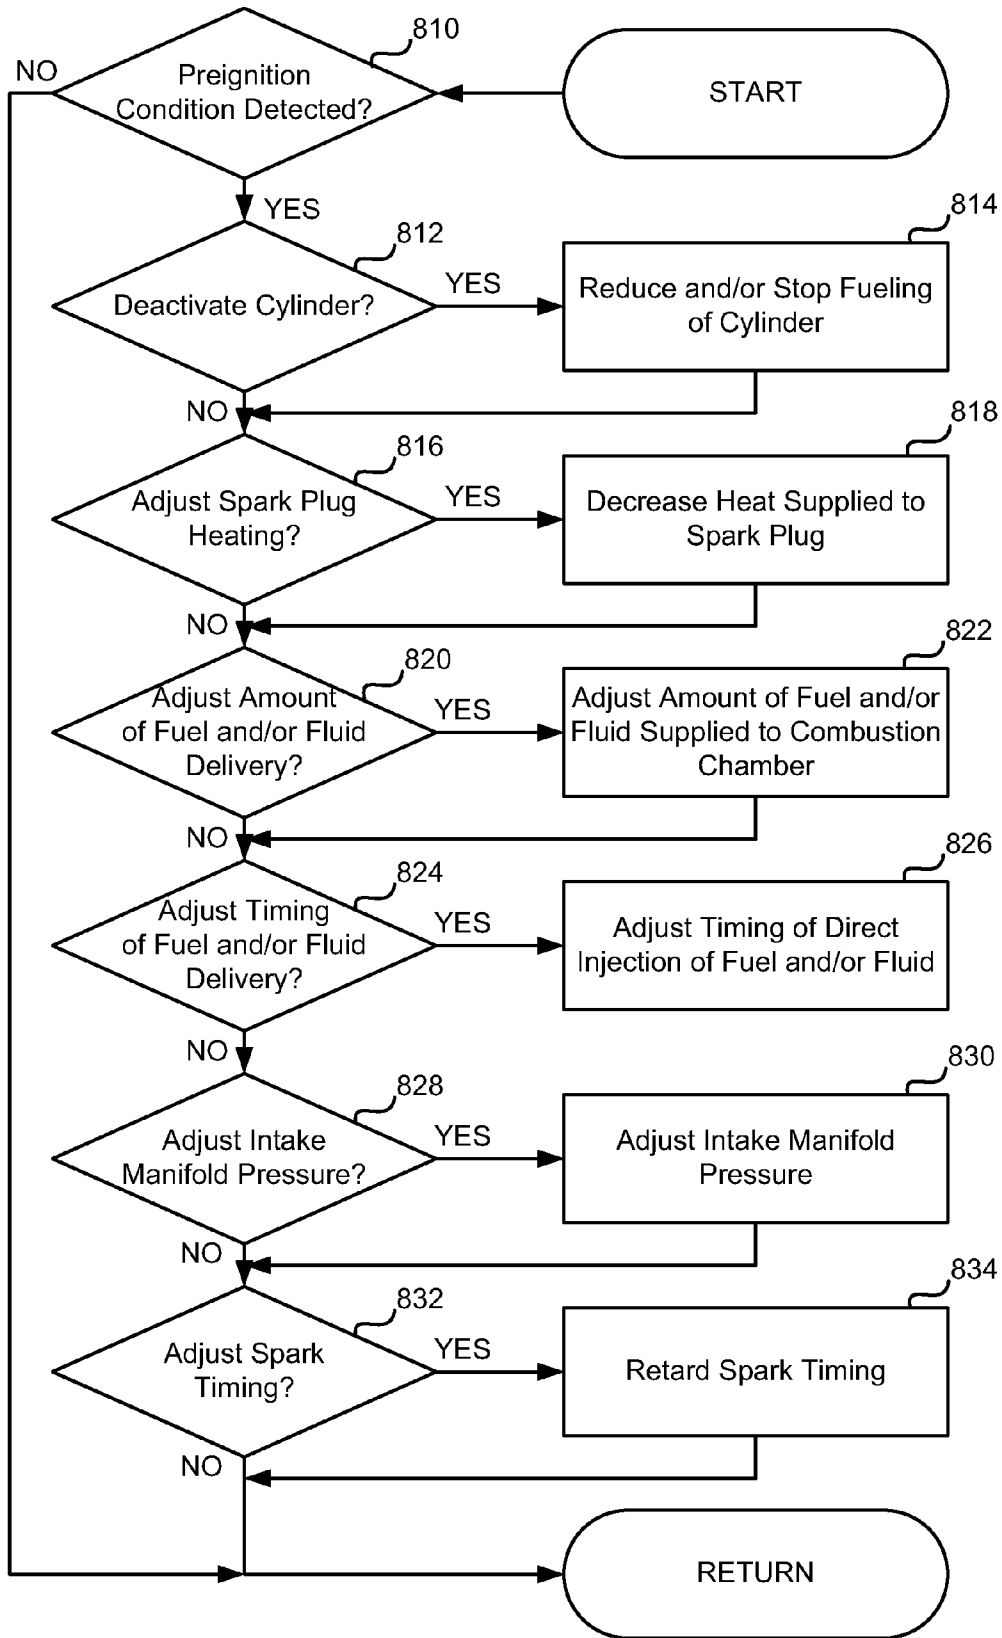 810
NO
Preignition
Condition Detected?
START
YES
812
814
Deactivate Cylinder?
YES
Reduce and/or Stop Fueling
of Cylinder
NO
816
818
Adjust Spark Plug
Heating?
YES
Decrease Heat Supplied to
Spark Plug
NO
820
822
Adjust Amount
of Fuel and/or Fluid
Delivery?
YES
Adjust Amount of Fuel and/or
Fluid Supplied to Combustion
Chamber
NO
824
826
Adjust Timing
of Fuel and/or Fluid
Delivery?
YES
Adjust Timing of Direct
Injection of Fuel and/or Fluid
NO
828
830
Adjust Intake
Manifold Pressure?
YES
Adjust Intake Manifold
Pressure
NO
832
834
Adjust Spark
Timing?
YES
Retard Spark Timing
NO
RETURN